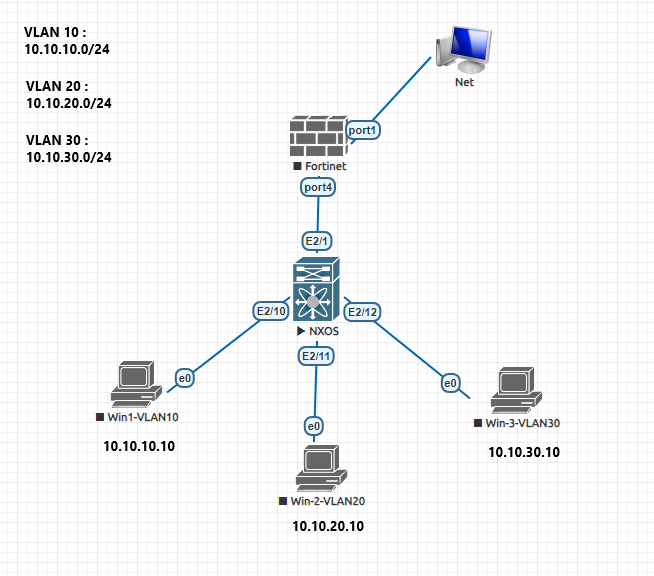 VLAN 10 :
10.10.10.0/24
VLAN 20 :
10.10.20.0/24
VLAN 30 :
10.10.30.0/24
Net
port1
Fortinet
port4
E2/1
E2/10
E2/12
NXOS
E2/11
e0
e0
Win1-VLAN10
Win-3-VLAN30
e0
10.10.10.10
10.10.30.10
Win-2-VLAN20
10.10.20.10